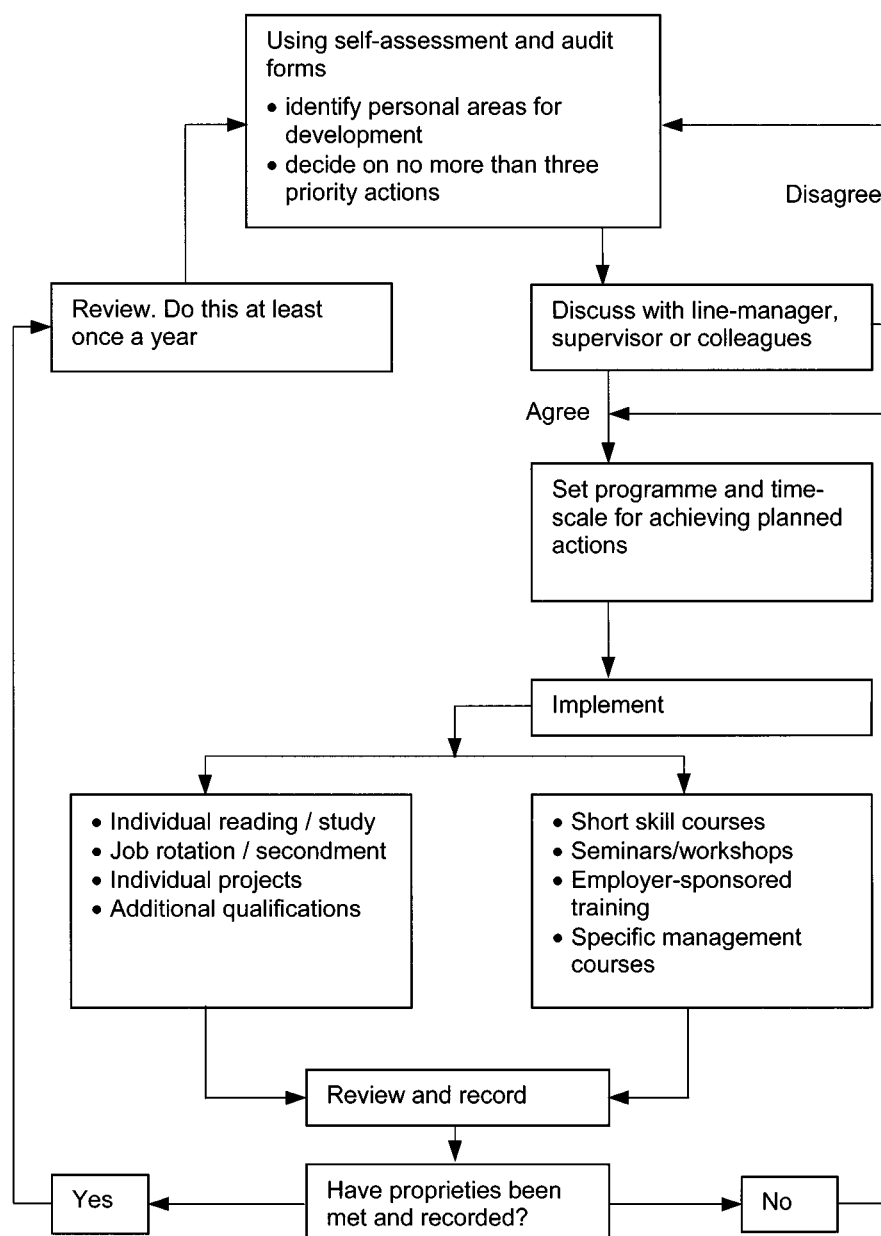 Using self-assessment and audit
forms
• identify personal areas for
development
• decide on no more than three
priority actions
Disagree
Review. Do this at least
once a year
Discuss with line-manager,
supervisor or colleagues
Agree
Set programme and time-
scale for achieving planned
actions
Implement
• Individual reading / study
• Job rotation / secondment
• Individual projects
• Additional qualifications
• Short skill courses
• Seminars/workshops
• Employer-sponsored
training
• Specific management
courses
Review and record
Yes
Have proprieties been
met and recorded?
No